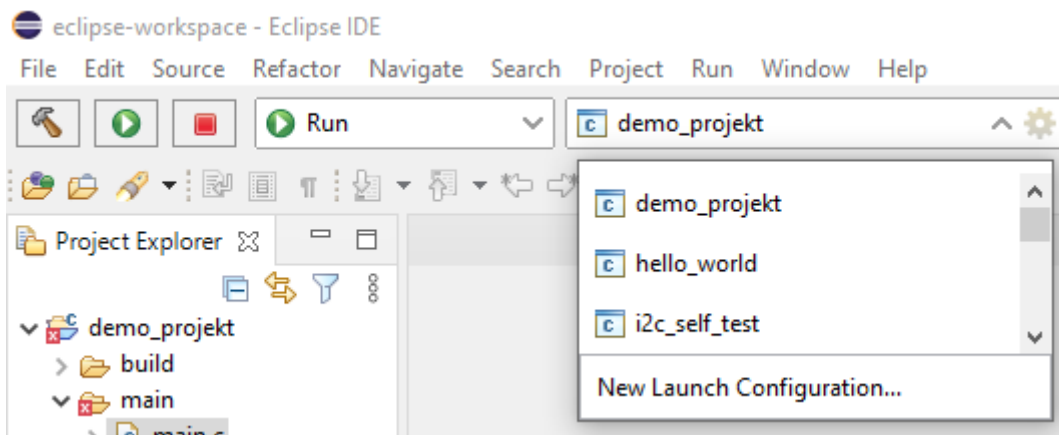 eclipse-workspace - Eclipse IDE
File Edit Source Refactor Navigate Search Project Run Window Help
Run
demo_projekt
demo_projekt
hello_world
i2c_self_test
New Launch Configuration...
Project Explorer
demo_projekt
build
main
main.c